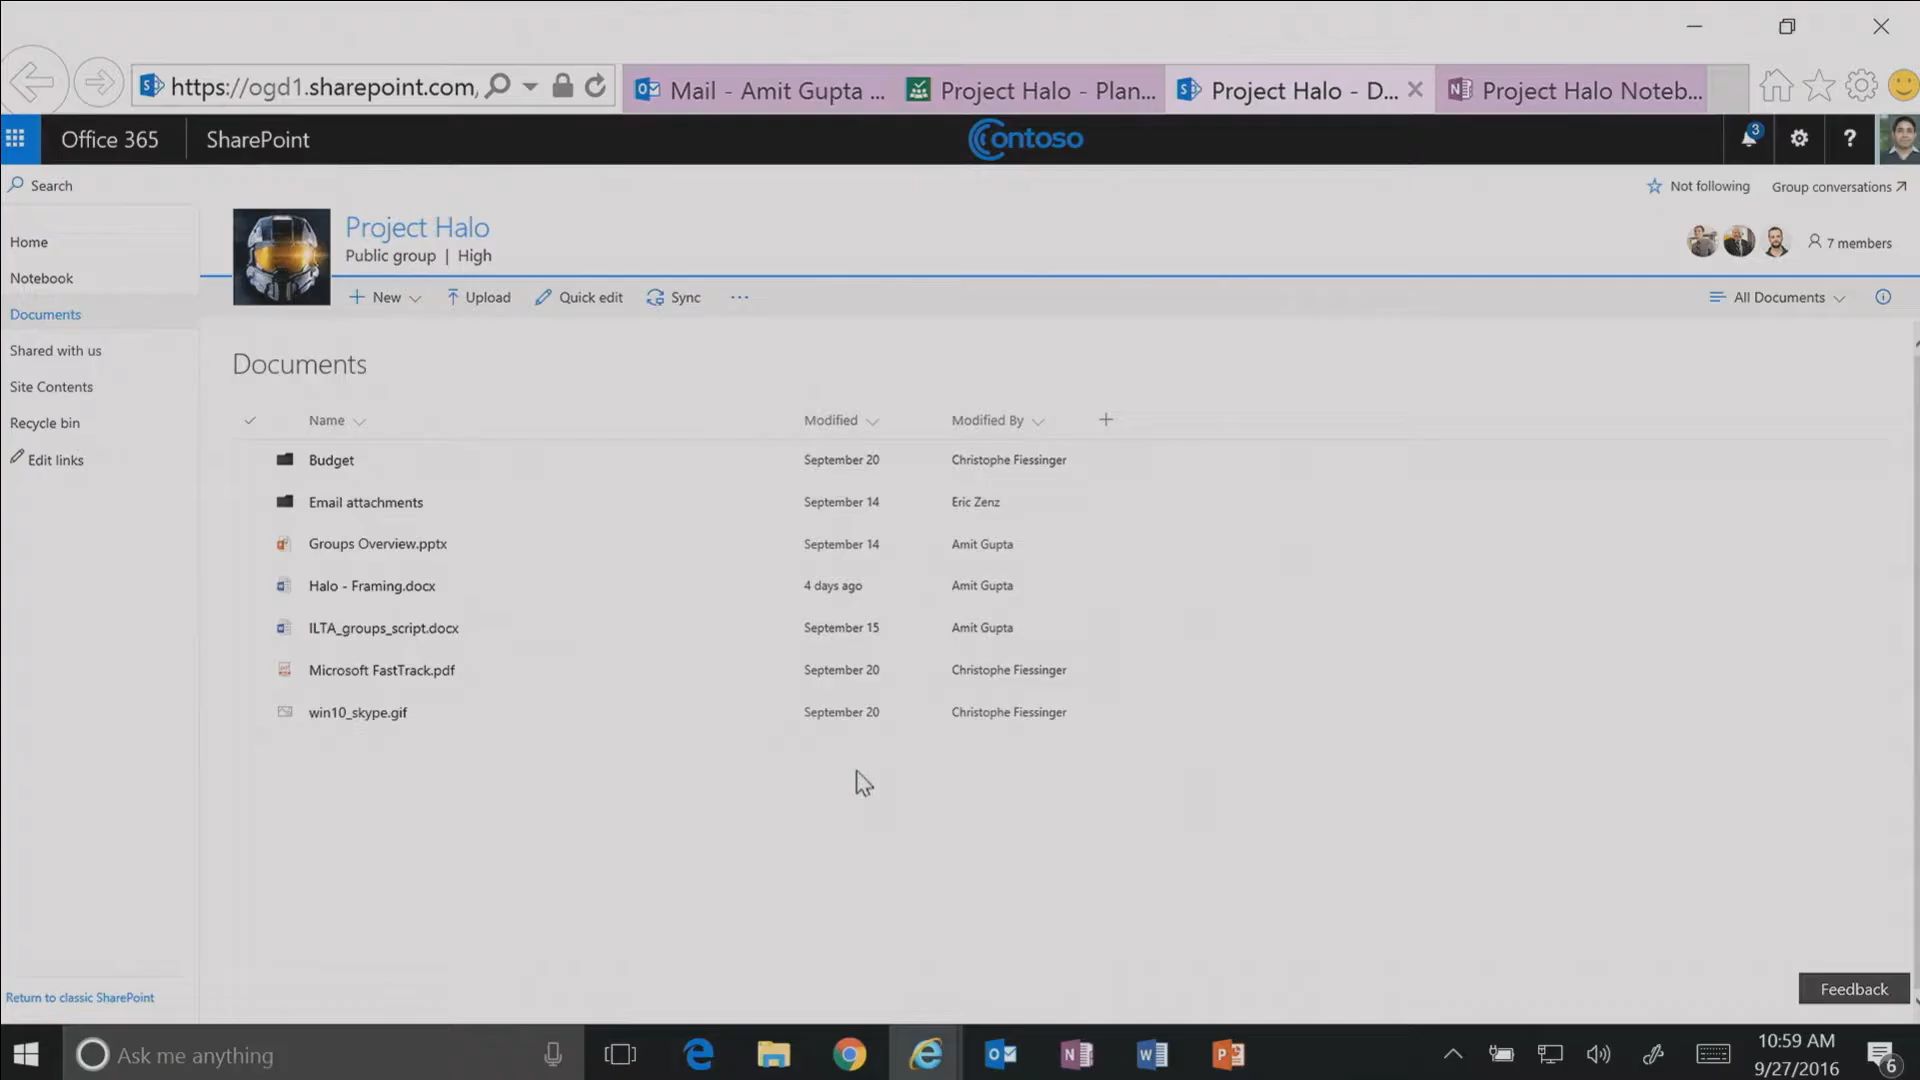 https://ogd1.sharepoint.com,
Mail - Amit Gupta ...
Project Halo - Plan...
Project Halo - D...
Project Halo Noteb...
Office 365
SharePoint
Contoso
3
?
Search
Not following
Group conversations
Project Halo
Public group | High
7 members
Home
Notebook
Documents
Shared with us
Site Contents
Recycle bin
Edit links
New
Upload
Quick edit
Sync
...
All Documents
Documents
Name
Modified
Modified By
Budget
September 20
Christophe Fiessinger
Email attachments
September 14
Eric Zenz
Groups Overview.pptx
September 14
Amit Gupta
Halo - Framing.docx
4 days ago
Amit Gupta
ILTA_groups_script.docx
September 15
Amit Gupta
Microsoft FastTrack.pdf
September 20
Christophe Fiessinger
win10_skype.gif
September 20
Christophe Fiessinger
Return to classic SharePoint
Feedback
Ask me anything
10:59 AM
9/27/2016
6